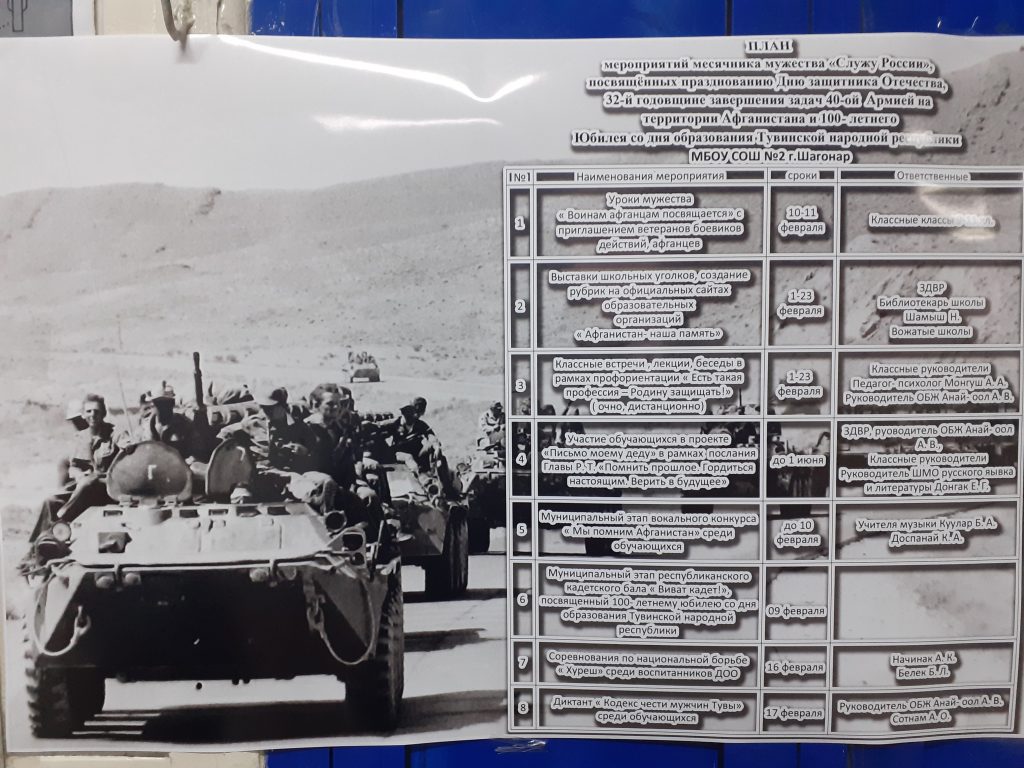 ПЛАН
мероприятий месячника мужества «Служу России»,
посвящённых празднованию Дню защитника Отечества,
32-й годовщине завершения задач 40-ой Армией на
территории Афганистана и 100- летнего
Юбилея со дня образования Тувинской народной республики
МБОУ СОШ №2 г.Шагонар
№1 Наименования мероприятия сроки Ответственные
1 Уроки мужества
« Воинам афганцам посвящается» с
приглашением ветеранов боевиков
действий, афганцев
10-11
февраля
Классные классы
2 Выставки школьных уголков, создание
рубрик на официальных сайтах
образовательных
организаций
« Афганистан- наша память»
1-23
февраля
ЗДВР
Библиотекарь школы
Шамыш Н.
Вожатые школы
3 Классные встречи , лекции, беседы в
рамках профориентации « Есть такая
профессия – Родину защищать!»
( очно, дистанционно)
1-23
февраля
Классные руководители
Педагог- психолог Монгуш А. А.
Руководитель ОБЖ Анай- оол А. В.
4 Участие обучающихся в проекте
«Письмо моему деду» в рамках послания
Главы Р. Т. «Помнить прошлое. Гордиться
настоящим. Верить в будущее»
до 1 июня
ЗДВР, руоводитель ОБЖ Анай- оол
А. В.
Классные руководители
Руководитель ШМО русского яывка
и литературы Донгак Е. Г.
5 Муниципальный этап вокального конкурса
« Мы помним Афганистан» среди
обучающихся
до 10
февраля
Учителя музыки Куулар Б. А.
Доспанай К. А.
6 Муниципальный этап республиканского
кадетского бала « Виват кадет!»,
посвященный 100- летнему юбилею со дня
образования Тувинской народной
республики
09 февраля
7 Соревнования по национальной борьбе
« Хуреш» среди воспитанников ДОО
16 февраля
Начинак А. К.
Белек Б. Л.
8 Диктант « Кодекс чести мужчин Тувы»
среди обучающихся
17 февраля
Руководитель ОБЖ Анай- оол А. В.
Сотнам А. О.